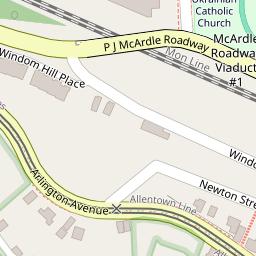 Ukrainian
Catholic
Church
P J McArdle Roadway
McArdle
Roadway
Viaduct
#1
Mon Line
Windom Hill Place
Windo
Newton Stre
Allentown Line
Arlington Avenue